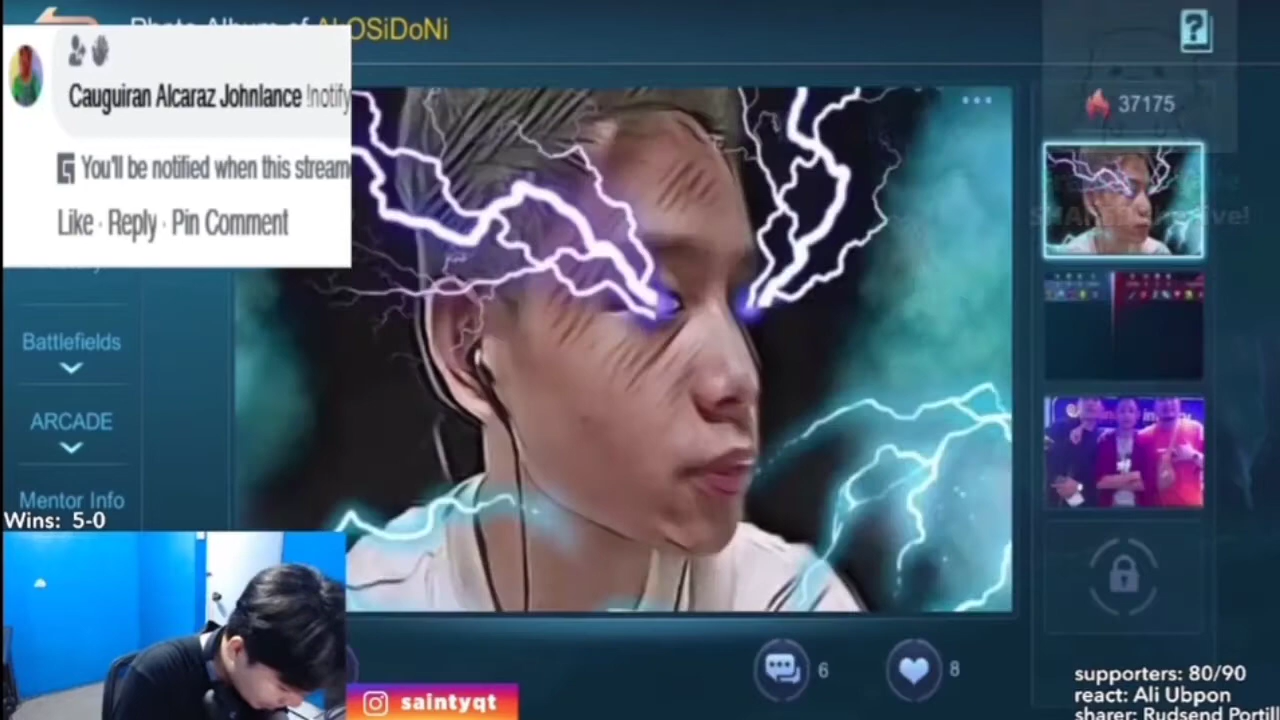 Photo Album of AkOSiDoNi
Cauguiran Alcaraz Johnlance !notify
You'll be notified when this stream
Like · Reply · Pin Comment
37175
Battlefields
ARCADE
Mentor Info
Wins: 5-0
6
8
saintyqt
supporters: 80/90
react: Ali Ubpon
sharer: Rudsend Portill